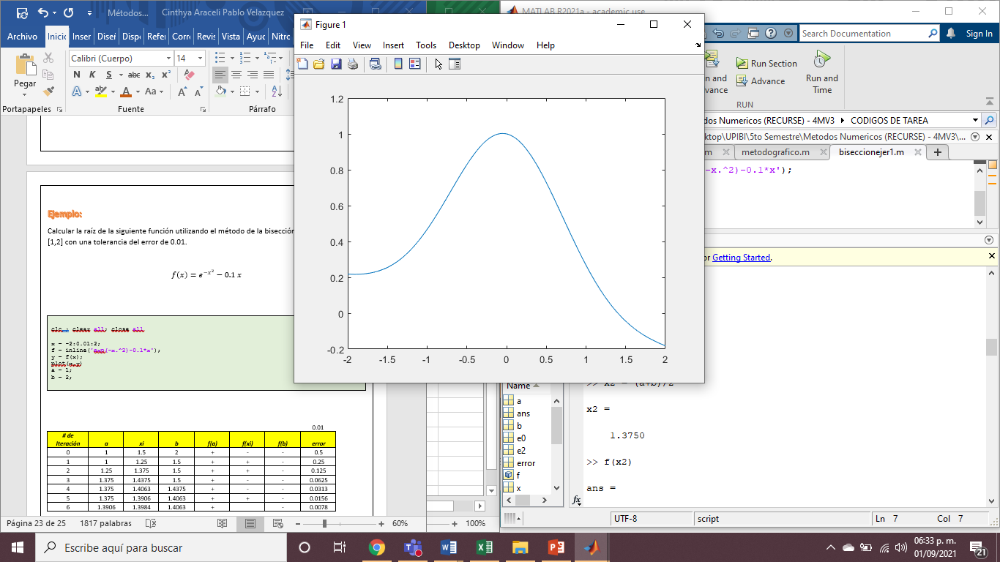 Métodos...
Cinthya Araceli Pablo Velazquez
Archivo
Inicio
Inser
Diseí
Dispo
Refer
Corre
Revis
Vista
Ayuc
Nitro
Pegar
Portapapeles
Calibri (Cuerpo)
14
N K S abc x₂ x²
Aa
Fuente
Párrafo
Ejemplo:
Calcular la raíz de la siguiente función utilizando el método de la bisección
[1,2] con una tolerancia del error de 0.01.
f(x) = e^{-x^2} − 0.1 x
clc ; clear all; close all
x = -2:0.01:2;
f = inline('exp(-x.^2)-0.1*x');
y = f(x);
plot(x,y)
a = 1;
b = 2;
0.01
# de Iteración a xi b f(a) f(xi) f(b) error
0 1 1.5 2 + - - 0.5
1 1 1.25 1.5 + + - 0.25
2 1.25 1.375 1.5 + + - 0.125
3 1.375 1.4375 1.5 + - - 0.0625
4 1.375 1.4063 1.4375 + - - 0.0313
5 1.375 1.3906 1.4063 + + - 0.0156
6 1.3906 1.3984 1.4063 + - 0.0078
Página 23 de 25
1817 palabras
60%
100%
Figure 1
File Edit View Insert Tools Desktop Window Help
1.2
1
0.8
0.6
0.4
0.2
0
-0.2
-2 -1.5 -1 -0.5 0 0.5 1 1.5 2
MATLAB R2021a - academic use
Search Documentation
Sign In
n and
vance
Run Section
Advance
Run and
Time
RUN
dos Numericos (RECURSE) - 4MV3
CODIGOS DE TAREA
ktop\UPIBI\5to Semestre\Metodos Numericos (RECURSE) - 4MV3\...
m
metodografico.m
biseccionejer1.m
-x.^2)-0.1*x');
or Getting Started.
Name
a
ans
b
e0
e2
error
f
x
>> x2 = (a+b)/2
x2 =
1.3750
>> f(x2)
ans =
fx
UTF-8
script
Ln 7
Col 7
Escribe aquí para buscar
06:33 p. m.
01/09/2021
21